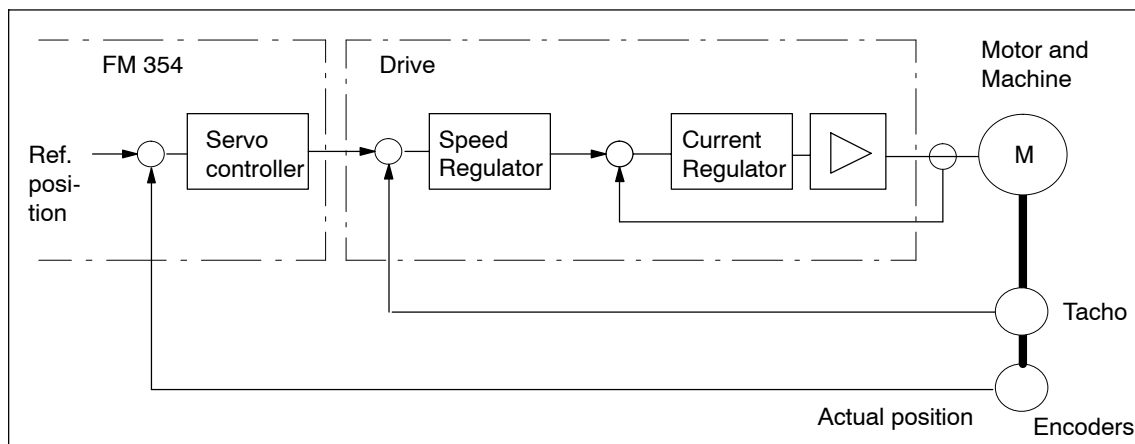 FM 354
Drive
Motor and
Machine
Ref.
posi-
tion
Servo
controller
Speed
Regulator
Current
Regulator
M
Tacho
Actual position
Encoders